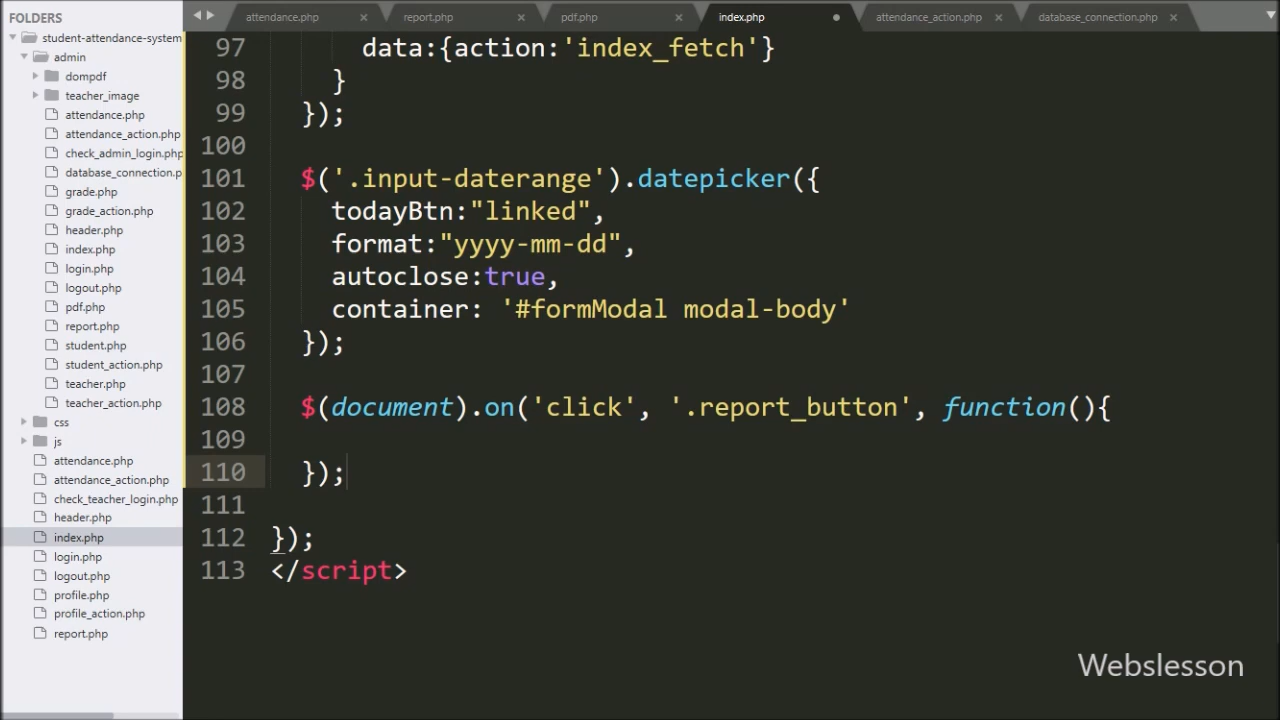 FOLDERS
student-attendance-system
admin
dompdf
teacher_image
attendance.php
attendance_action.php
check_admin_login.php
database_connection.p
grade.php
grade_action.php
header.php
index.php
login.php
logout.php
pdf.php
report.php
student.php
student_action.php
teacher.php
teacher_action.php
css
js
attendance.php
attendance_action.php
check_teacher_login.php
header.php
index.php
login.php
logout.php
profile.php
profile_action.php
report.php
attendance.php × report.php × pdf.php × index.php attendance_action.php × database_connection.php ×
97 data:{action:'index_fetch'}
98 }
99 });
100
101 $('.input-daterange').datepicker({
102 todayBtn:"linked",
103 format:"yyyy-mm-dd",
104 autoclose:true,
105 container: '#formModal modal-body'
106 });
107
108 $(document).on('click', '.report_button', function(){
109
110 });
111
112 });
113 </script>
Webslesson